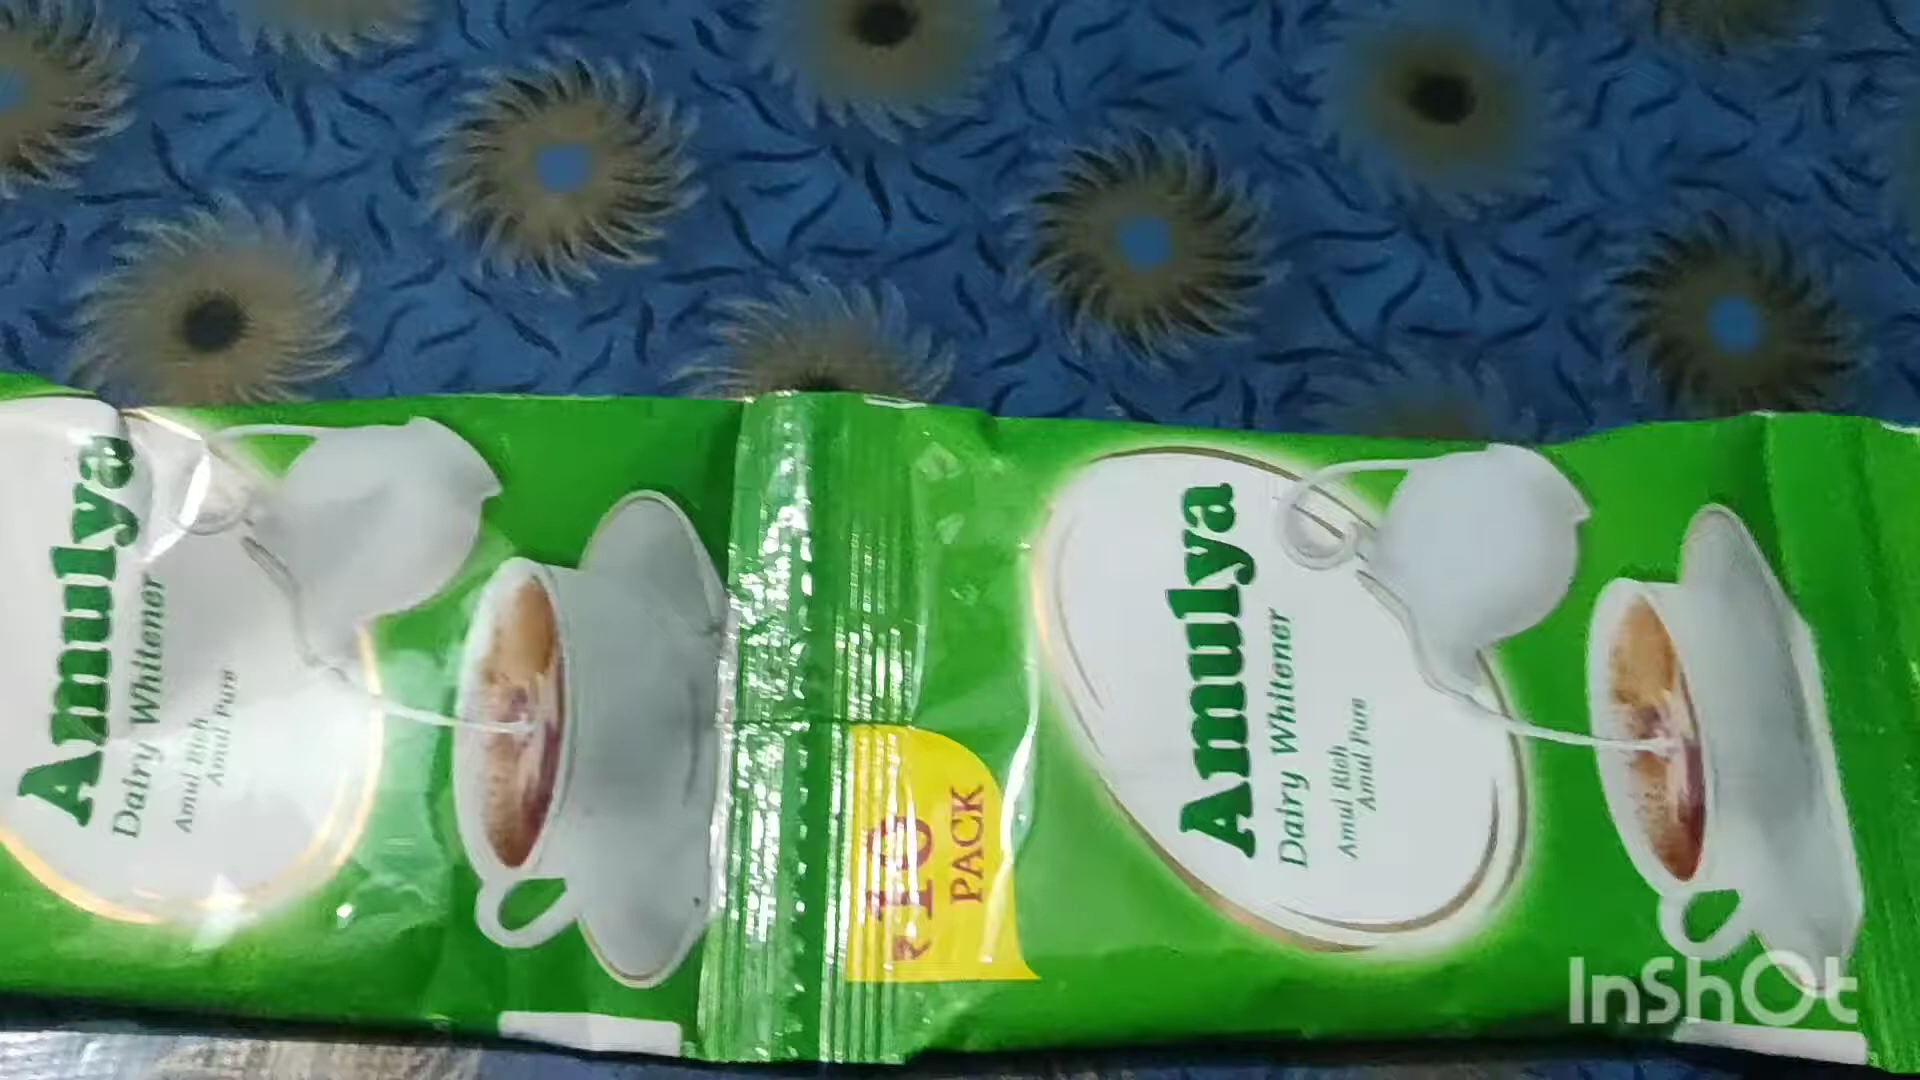 Amulya
Dairy Whitener
Amul Rich
Amul Pure
₹10
PACK
Amulya
Dairy Whitener
Amul Rich
Amul Pure
InShOt